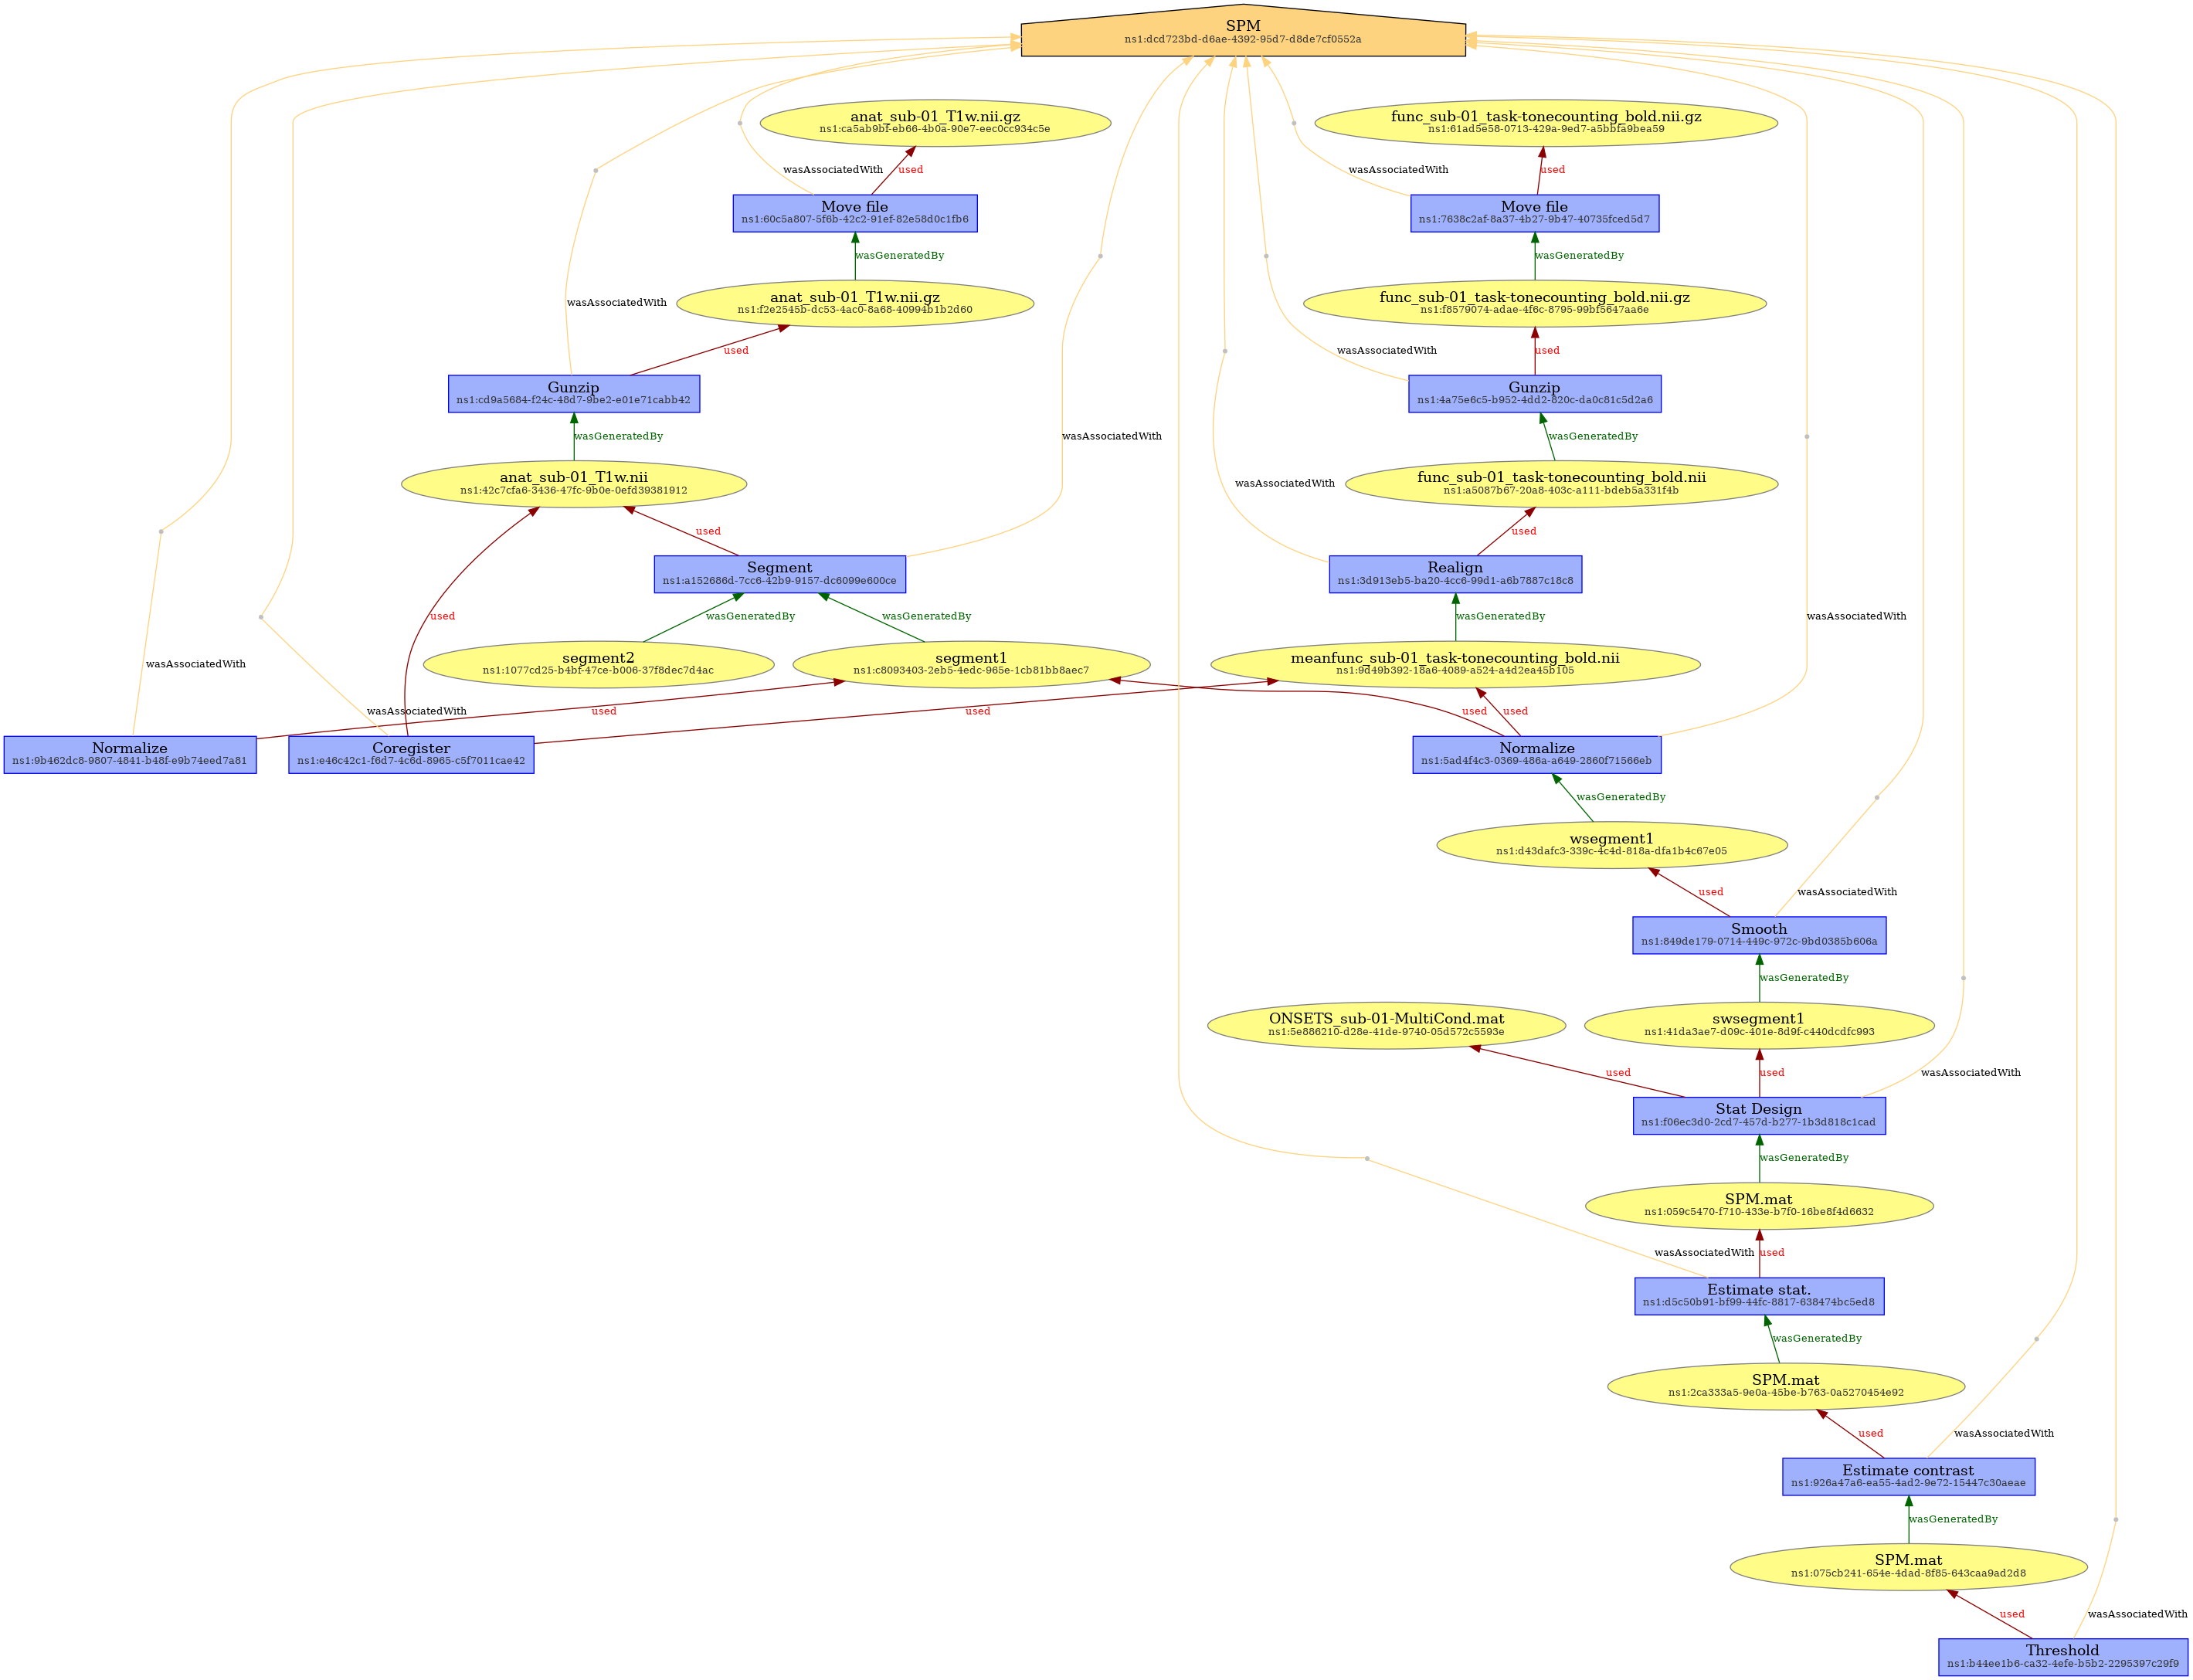 SPM
ns1:dcd723bd-d6ae-4392-95d7-d8de7cf0552a
anat_sub-01_T1w.nii.gz
ns1:ca5ab9bf-eb66-4b0a-90e7-eec0cc934c5e
func_sub-01_task-tonecounting_bold.nii.gz
ns1:61ad5e58-0713-429a-9ed7-a5bbfa9bea59
wasAssociatedWith
used
wasAssociatedWith
used
Move file
ns1:60c5a807-5f6b-42c2-91ef-82e58d0c1fb6
Move file
ns1:7638c2af-8a37-4b27-9b47-40735fced5d7
wasGeneratedBy
wasGeneratedBy
anat_sub-01_T1w.nii.gz
ns1:f2e2545b-dc53-4ac0-8a68-40994b1b2d60
func_sub-01_task-tonecounting_bold.nii.gz
ns1:f8579074-adae-4f6c-8795-99bf5647aa6e
wasAssociatedWith
used
wasAssociatedWith
used
Gunzip
ns1:cd9a5684-f24c-48d7-9be2-e01e71cabb42
Gunzip
ns1:4a75e6c5-b952-4dd2-820c-da0c81c5d2a6
wasGeneratedBy
wasAssociatedWith
wasGeneratedBy
anat_sub-01_T1w.nii
ns1:42c7cfa6-3436-47fc-9b0e-0efd39381912
wasAssociatedWith
func_sub-01_task-tonecounting_bold.nii
ns1:a5087b67-20a8-403c-a111-bdeb5a331f4b
used
used
Segment
ns1:a152686d-7cc6-42b9-9157-dc6099e600ce
Realign
ns1:3d913eb5-ba20-4cc6-99d1-a6b7887c18c8
used
wasGeneratedBy
wasGeneratedBy
wasGeneratedBy
wasAssociatedWith
wasAssociatedWith
segment2
ns1:1077cd25-b4bf-47ce-b006-37f8dec7d4ac
segment1
ns1:c8093403-2eb5-4edc-965e-1cb81bb8aec7
meanfunc_sub-01_task-tonecounting_bold.nii
ns1:9d49b392-18a6-4089-a524-a4d2ea45b105
wasAssociatedWith
used
used
used
used
Normalize
ns1:9b462dc8-9807-4841-b48f-e9b74eed7a81
Coregister
ns1:e46c42c1-f6d7-4c6d-8965-c5f7011cae42
Normalize
ns1:5ad4f4c3-0369-486a-a649-2860f71566eb
wasGeneratedBy
wsegment1
ns1:d43dafc3-339c-4c4d-818a-dfa1b4c67e05
used
wasAssociatedWith
Smooth
ns1:849de179-0714-449c-972c-9bd0385b606a
wasGeneratedBy
ONSETS_sub-01-MultiCond.mat
ns1:5e886210-d28e-41de-9740-05d572c5593e
swsegment1
ns1:41da3ae7-d09c-401e-8d9f-c440dcdfc993
used
used
wasAssociatedWith
Stat Design
ns1:f06ec3d0-2cd7-457d-b277-1b3d818c1cad
wasGeneratedBy
SPM.mat
ns1:059c5470-f710-433e-b7f0-16be8f4d6632
wasAssociatedWith
used
Estimate stat.
ns1:d5c50b91-bf99-44fc-8817-638474bc5ed8
wasGeneratedBy
SPM.mat
ns1:2ca333a5-9e0a-45be-b763-0a5270454e92
used
wasAssociatedWith
Estimate contrast
ns1:926a47a6-ea55-4ad2-9e72-15447c30aeae
wasGeneratedBy
SPM.mat
ns1:075cb241-654e-4dad-8f85-643caa9ad2d8
used
wasAssociatedWith
Threshold
ns1:b44ee1b6-ca32-4efe-b5b2-2295397c29f9